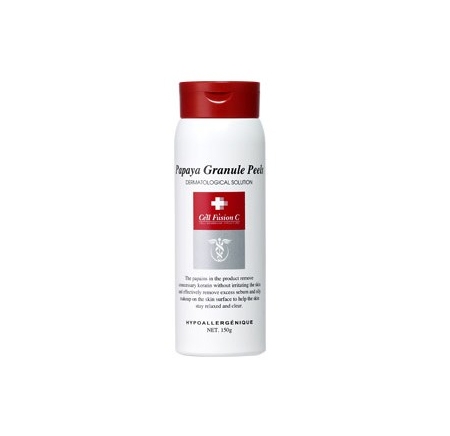 Papaya Granule Peels
DERMATOLOGICAL SOLUTION
Cell Fusion C
The papains in the product remove
unnecessary keratin without irritating the skin
and effectively remove excess sebum and oily
makeup on the skin surface to help the skin
stay relaxed and clear.
HYPOALLERGÉNIQUE
NET. 150g